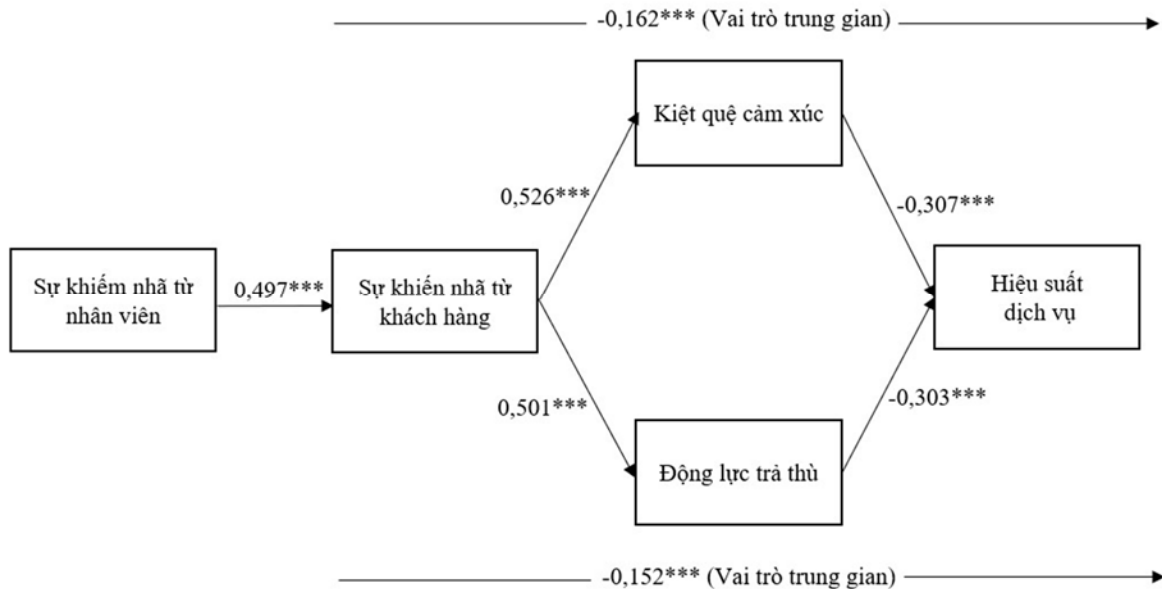 -0,162*** (Vai trò trung gian)
Kiệt quệ cảm xúc
0,526***
-0,307***
Sự khiếm nhã từ
nhân viên
0,497***
Sự khiến nhã từ
khách hàng
Hiệu suất
dịch vụ
0,501***
-0,303***
Động lực trả thù
-0,152*** (Vai trò trung gian)